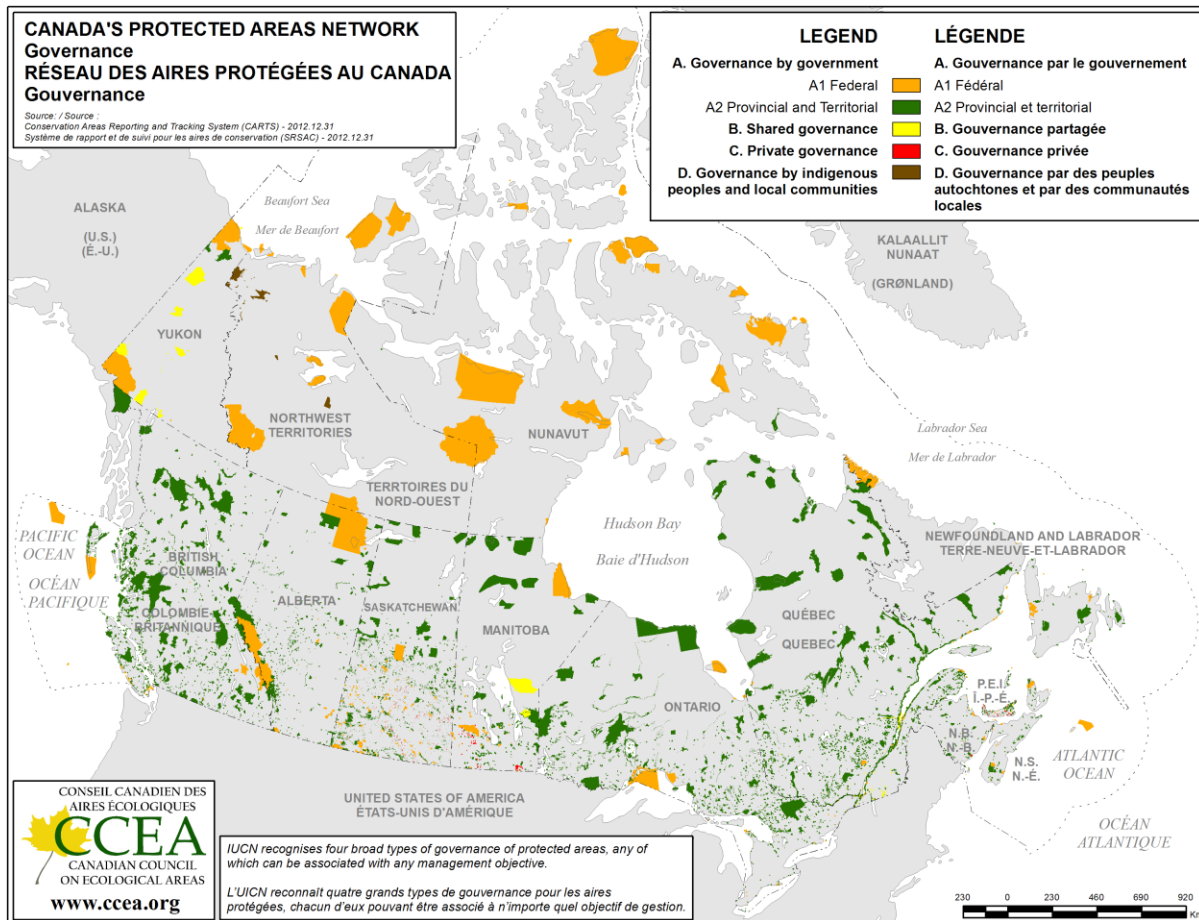 CANADA'S PROTECTED AREAS NETWORK
Governance
RÉSEAU DES AIRES PROTÉGÉES AU CANADA
Gouvernance
Source: / Source :
Conservation Areas Reporting and Tracking System (CARTS) - 2012.12.31
Système de rapport et de suivi pour les aires de conservation (SRSAC) - 2012.12.31
LEGEND
LÉGENDE
A. Governance by government
A. Gouvernance par le gouvernement
A1 Federal
A1 Fédéral
A2 Provincial and Territorial
A2 Provincial et territorial
B. Shared governance
B. Gouvernance partagée
C. Private governance
C. Gouvernance privée
D. Governance by indigenous
peoples and local communities
D. Gouvernance par des peuples
autochtones et par des communautés
locales
ALASKA
(U.S.)
(É.-U.)
Beaufort Sea
Mer de Beaufort
KALAALLIT
NUNAAT
(GRØNLAND)
YUKON
NORTHWEST
TERRITORIES
NUNAVUT
TERRTOIRES DU
NORD-OUEST
Labrador Sea
Mer de Labrador
PACIFIC
OCEAN
OCÉAN
PACIFIQUE
BRITISH
COLUMBIA
COLOMBIE-
BRITANNIQUE
ALBERTA
SASKATCHEWAN
MANITOBA
Hudson Bay
Baie d'Hudson
NEWFOUNDLAND AND LABRADOR
TERRE-NEUVE-ET-LABRADOR
QUÉBEC
QUEBEC
ONTARIO
P.E.I.
Î.-P.-É.
N.B.
N.-B.
N.S.
N.-É.
ATLANTIC
OCEAN
OCÉAN
ATLANTIQUE
UNITED STATES OF AMERICA
ÉTATS-UNIS D'AMÉRIQUE
CONSEIL CANADIEN DES
AIRES ÉCOLOGIQUES
CCEA
CANADIAN COUNCIL
ON ECOLOGICAL AREAS
www.ccea.org
IUCN recognises four broad types of governance of protected areas, any of
which can be associated with any management objective.
L'UICN reconnaît quatre grands types de gouvernance pour les aires
protégées, chacun d'eux pouvant être associé à n'importe quel objectif de gestion.
230 0 230 460 690 920
Km